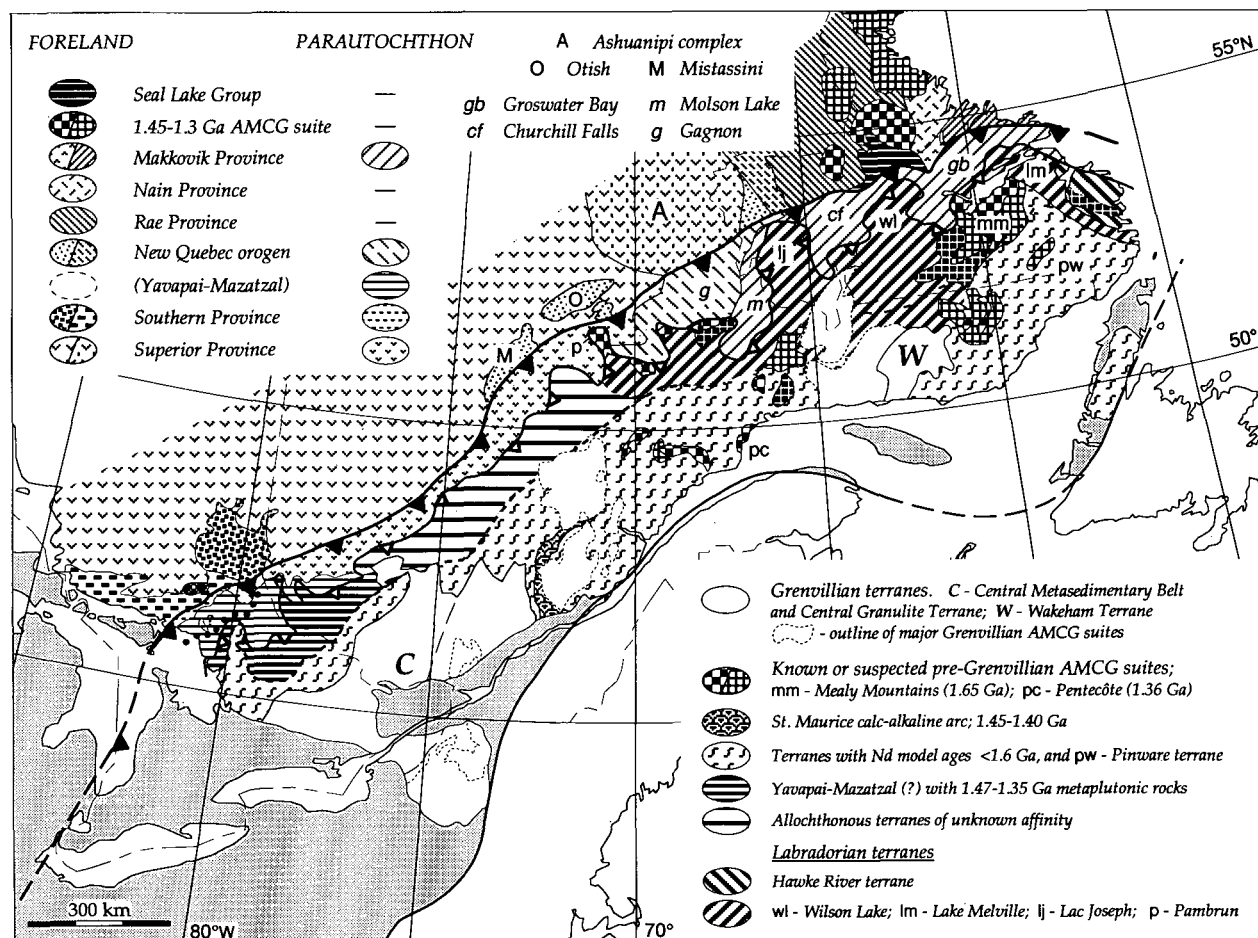 FORELAND
PARAUTOCHTHON
Seal Lake Group —
1.45-1.3 Ga AMCG suite —
Makkovik Province
Nain Province —
Rae Province —
New Quebec orogen
(Yavapai-Mazatzal)
Southern Province
Superior Province
A Ashuanipi complex
O Otish M Mistassini
gb Groswater Bay m Molson Lake
cf Churchill Falls g Gagnon
55°N
50°
A
O
M
p
g
m
lj
cf
wl
gb
lm
mm
pw
W
pc
C
Grenvillian terranes. C - Central Metasedimentary Belt
and Central Granulite Terrane; W - Wakeham Terrane
- outline of major Grenvillian AMCG suites
Known or suspected pre-Grenvillian AMCG suites;
mm - Mealy Mountains (1.65 Ga); pc - Pentecôte (1.36 Ga)
St. Maurice calc-alkaline arc; 1.45-1.40 Ga
Terranes with Nd model ages <1.6 Ga, and pw - Pinware terrane
Yavapai-Mazatzal (?) with 1.47-1.35 Ga metaplutonic rocks
Allochthonous terranes of unknown affinity
Labradorian terranes
Hawke River terrane
wl - Wilson Lake; lm - Lake Melville; lj - Lac Joseph; p - Pambrun
300 km
80°W
70°